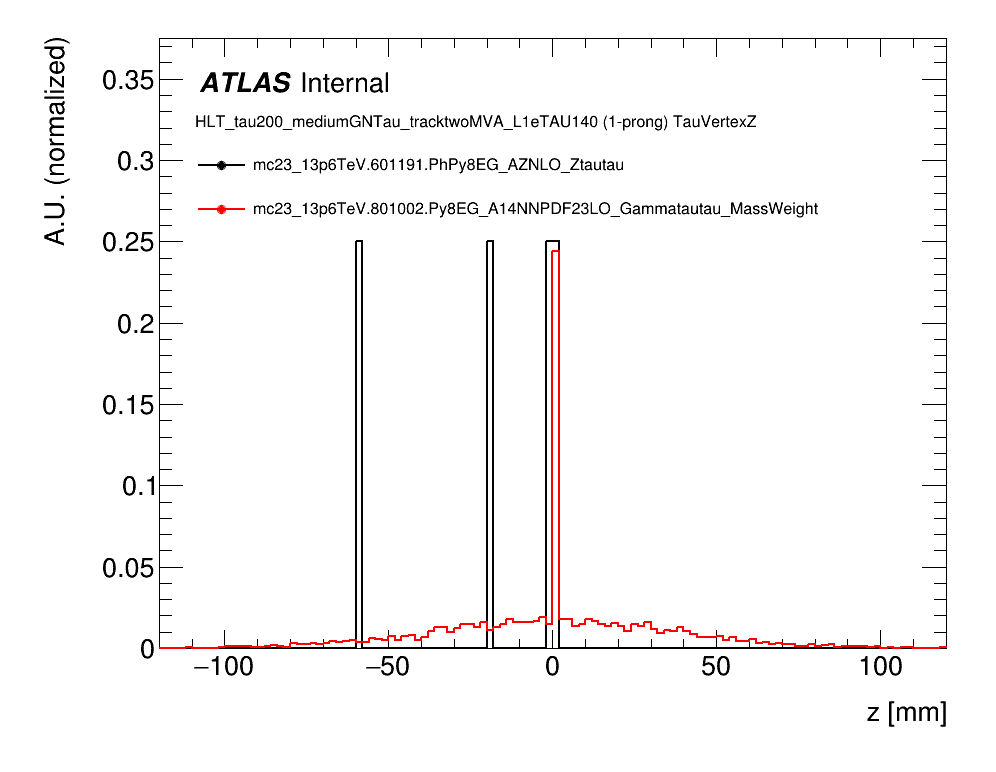 A.U. (normalized)
0.35
0.3
0.25
0.2
0.15
0.1
0.05
0
ATLAS Internal
HLT_tau200_mediumGNTau_tracktwoMVA_L1eTAU140 (1-prong) TauVertexZ
mc23_13p6TeV.601191.PhPy8EG_AZNLO_Ztautau
mc23_13p6TeV.801002.Py8EG_A14NNPDF23LO_Gammatautau_MassWeight
−100 −50 0 50 100
z [mm]